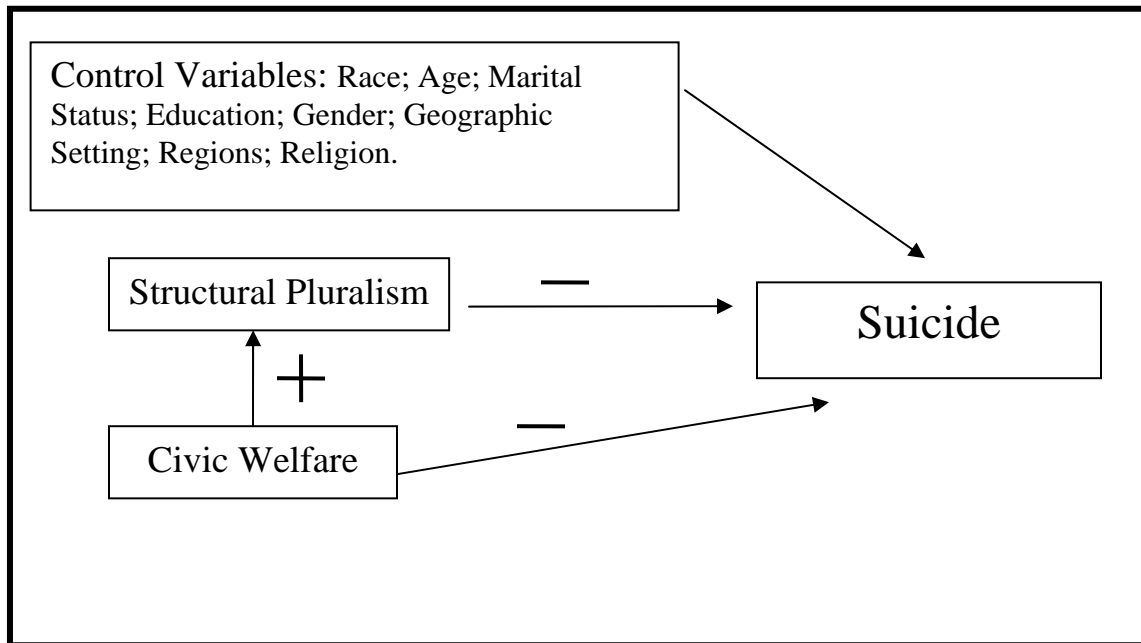 Control Variables: Race; Age; Marital
Status; Education; Gender; Geographic
Setting; Regions; Religion.
Structural Pluralism
—
Suicide
+
—
Civic Welfare